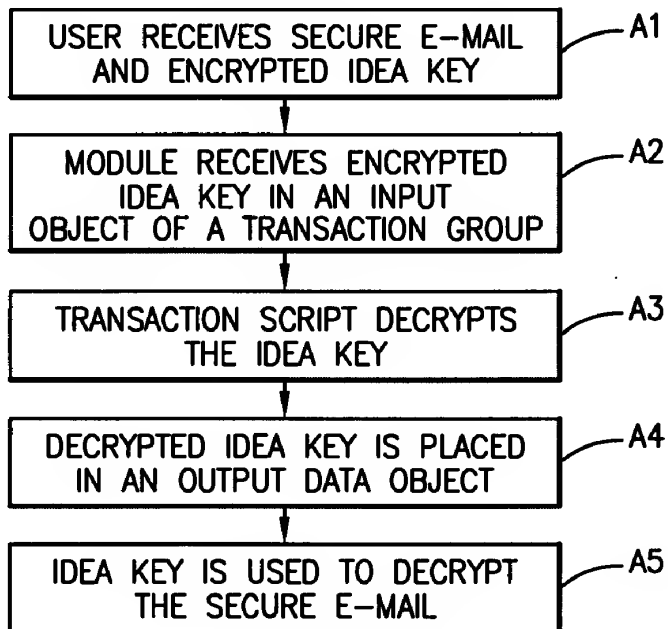 USER RECEIVES SECURE E-MAIL
AND ENCRYPTED IDEA KEY
A1
MODULE RECEIVES ENCRYPTED
IDEA KEY IN AN INPUT
OBJECT OF A TRANSACTION GROUP
A2
TRANSACTION SCRIPT DECRYPTS
THE IDEA KEY
A3
DECRYPTED IDEA KEY IS PLACED
IN AN OUTPUT DATA OBJECT
A4
IDEA KEY IS USED TO DECRYPT
THE SECURE E-MAIL
A5